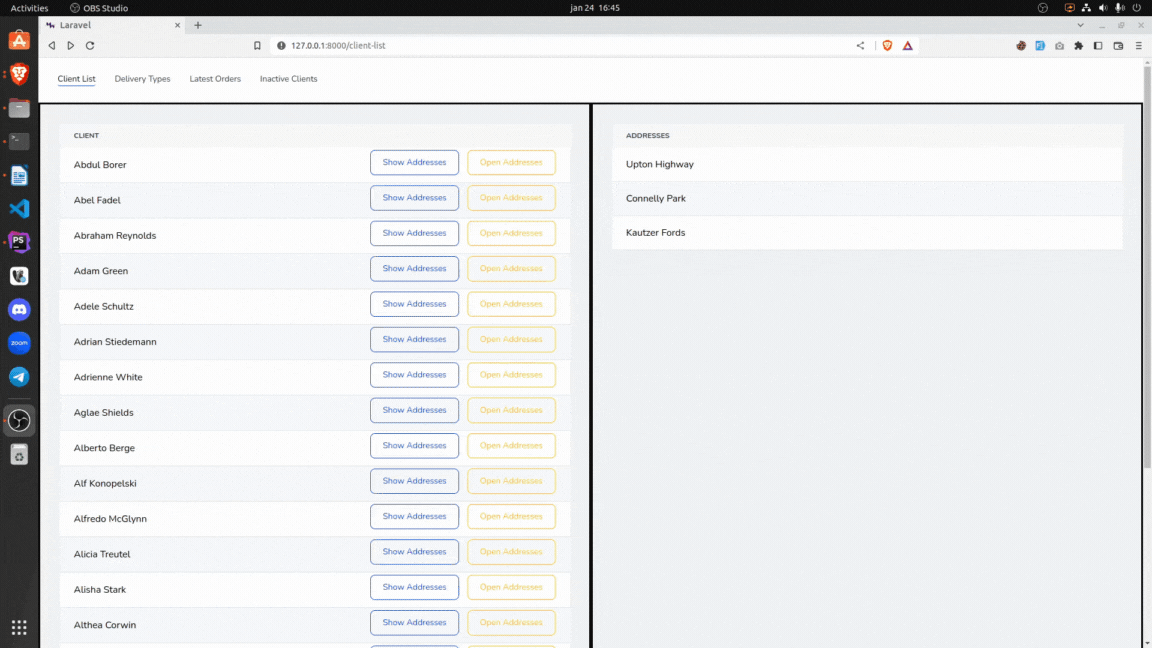 Activities OBS Studio jan 24 16:45
Laravel
127.0.0.1:8000/client-list
Client List Delivery Types Latest Orders Inactive Clients
CLIENT
Abdul Borer Show Addresses Open Addresses
Abel Fadel Show Addresses Open Addresses
Abraham Reynolds Show Addresses Open Addresses
Adam Green Show Addresses Open Addresses
Adele Schultz Show Addresses Open Addresses
Adrian Stiedemann Show Addresses Open Addresses
Adrienne White Show Addresses Open Addresses
Aglae Shields Show Addresses Open Addresses
Alberto Berge Show Addresses Open Addresses
Alf Konopelski Show Addresses Open Addresses
Alfredo McGlynn Show Addresses Open Addresses
Alicia Treutel Show Addresses Open Addresses
Alisha Stark Show Addresses Open Addresses
Althea Corwin Show Addresses Open Addresses
ADDRESSES
Upton Highway
Connelly Park
Kautzer Fords
PS
zoom